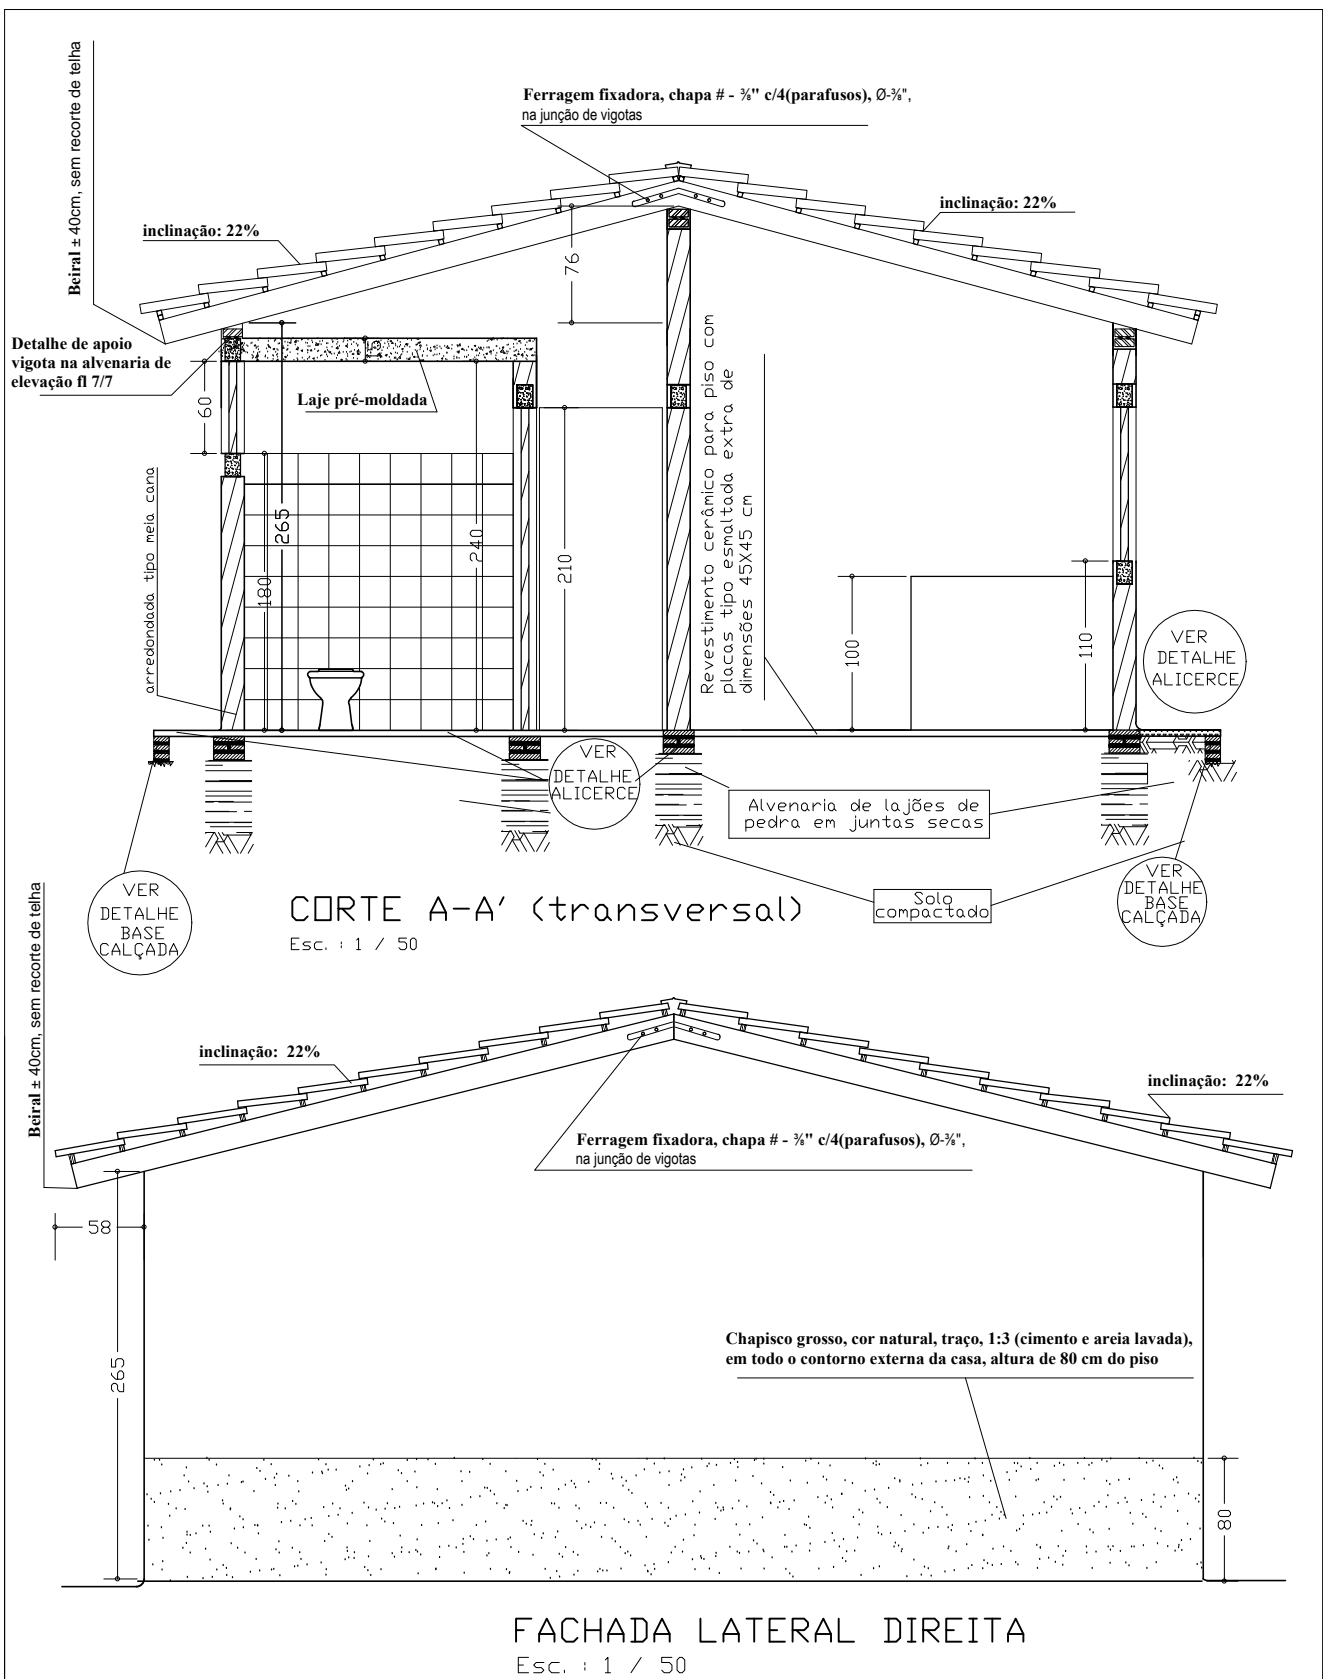 Beiral ± 40cm, sem recorte de telha
Ferragem fixadora, chapa # - ⅜" c/4(parafusos), Ø-⅜",
na junção de vigotas
inclinação: 22%
inclinação: 22%
76
Detalhe de apoio
vigota na alvenaria de
elevação fl 7/7
15
Laje pré-moldada
60
arredondada tipo meia cana
180
265
240
210
Revestimento cerâmico para piso com
placas tipo esmaltada extra de
dimensões 45X45 cm
100
110
VER
DETALHE
ALICERCE
VER
DETALHE
ALICERCE
Alvenaria de lajões de
pedra em juntas secas
VER
DETALHE
BASE
CALÇADA
Solo
compactado
VER
DETALHE
BASE
CALÇADA
CORTE A-A' (transversal)
Esc. : 1 / 50
Beiral ± 40cm, sem recorte de telha
inclinação: 22%
inclinação: 22%
Ferragem fixadora, chapa # - ⅜" c/4(parafusos), Ø-⅜",
na junção de vigotas
58
265
Chapisco grosso, cor natural, traço, 1:3 (cimento e areia lavada),
em todo o contorno externa da casa, altura de 80 cm do piso
80
FACHADA LATERAL DIREITA
Esc. : 1 / 50